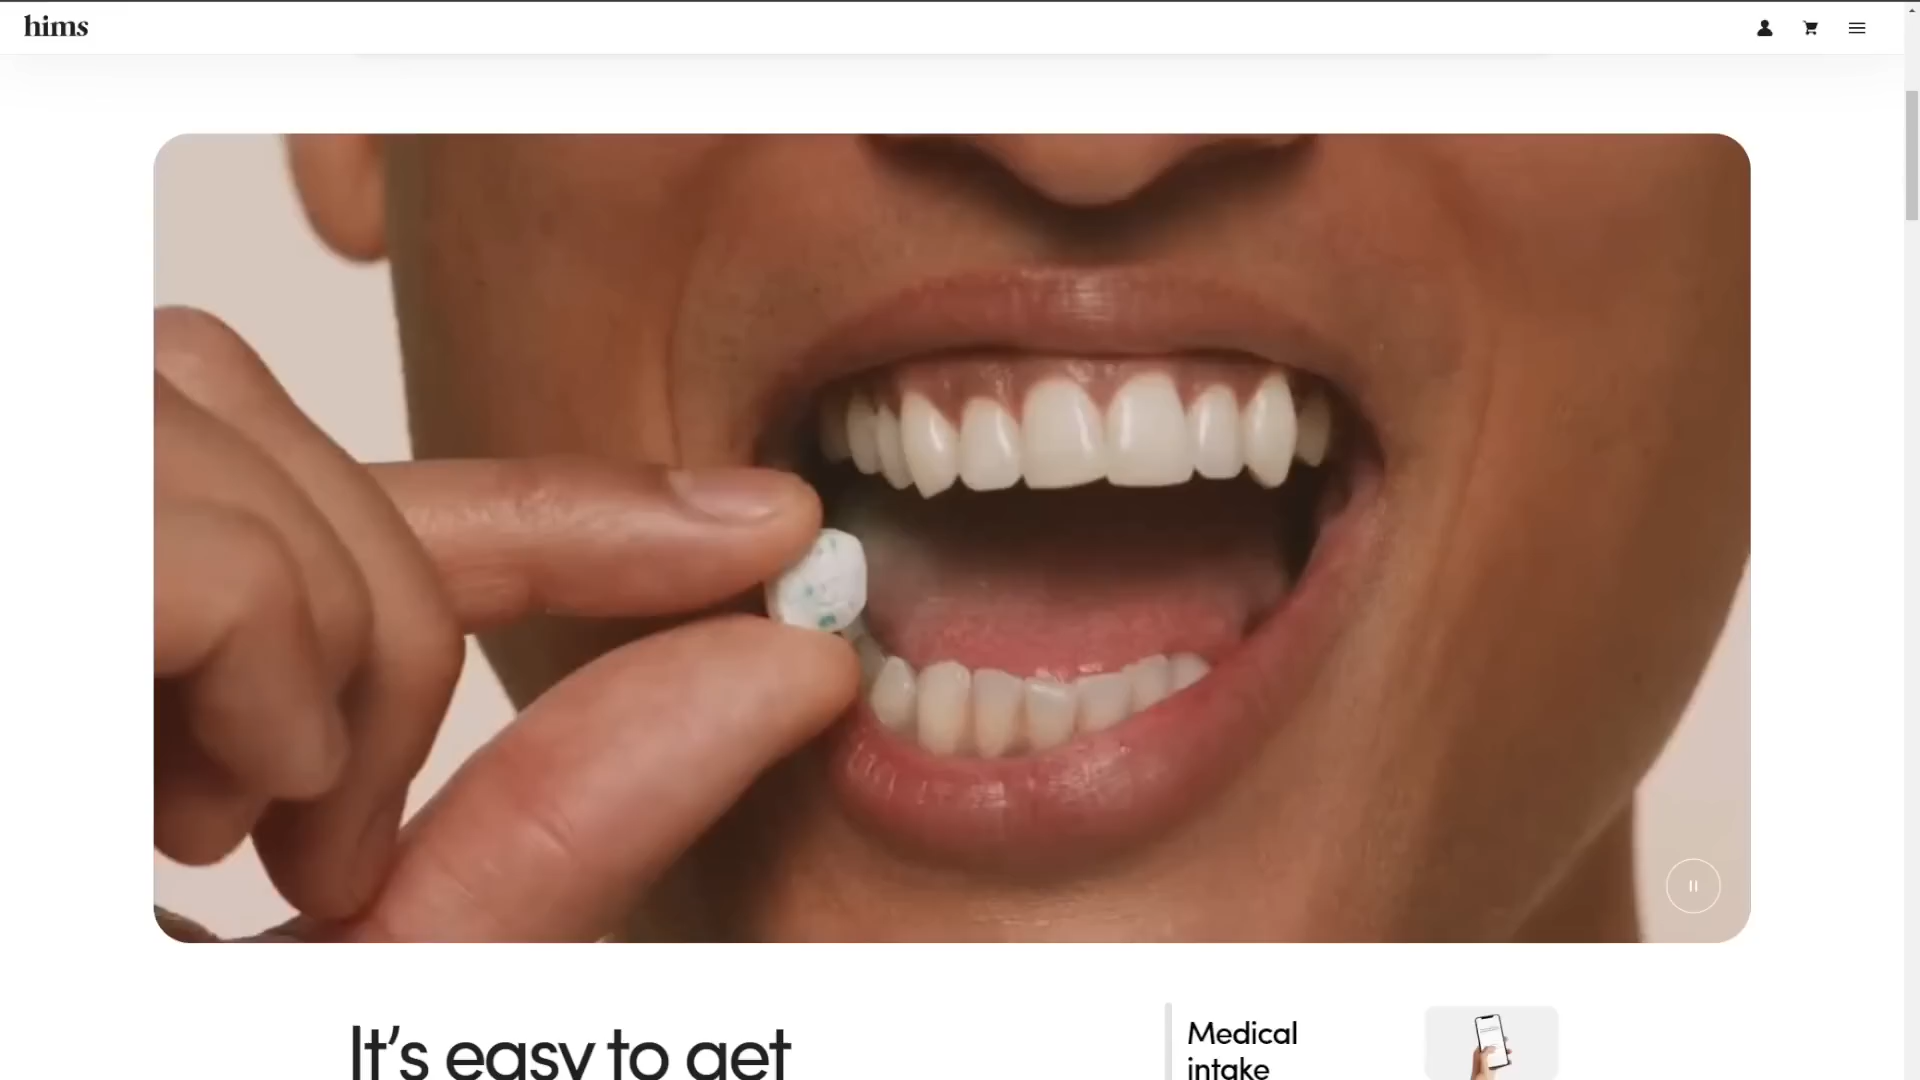 hims
It's easy to get
Medical
intake